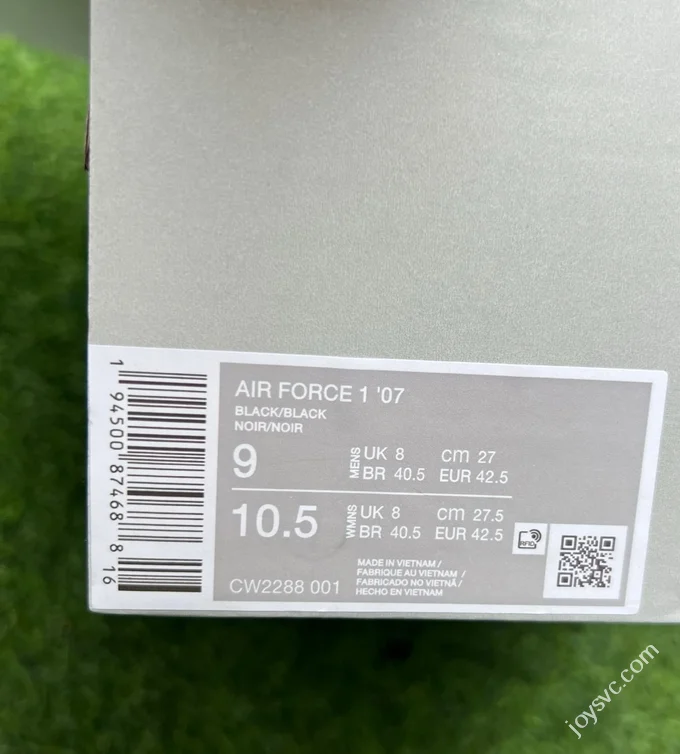 1 94500 87468 8 16
AIR FORCE 1 '07
BLACK/BLACK
NOIR/NOIR
9
MENS
UK 8 cm 27
BR 40.5 EUR 42.5
10.5
WMNS
UK 8 cm 27.5
BR 40.5 EUR 42.5
RFID
CW2288 001
MADE IN VIETNAM /
FABRIQUE AU VIETNAM /
FABRICADO NO VIETNÃ /
HECHO EN VIETNAM
joysvc.com